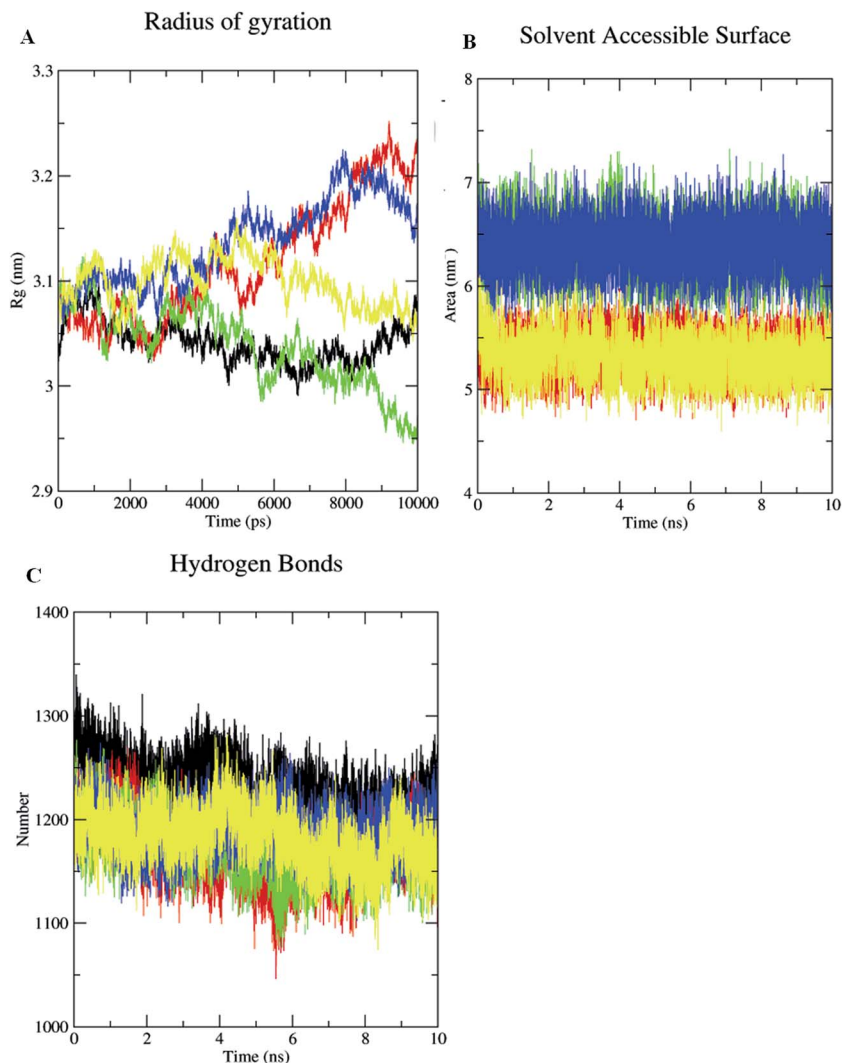 A
Radius of gyration
3.3
3.2
3.1
3
2.9
Rg (nm)
0 2000 4000 6000 8000 10000
Time (ps)
B
Solvent Accessible Surface
8
7
6
5
4
Area (nm
0 2 4 6 8 10
Time (ns)
C
Hydrogen Bonds
1400
1300
1200
1100
1000
Number
0 2 4 6 8 10
Time (ns)